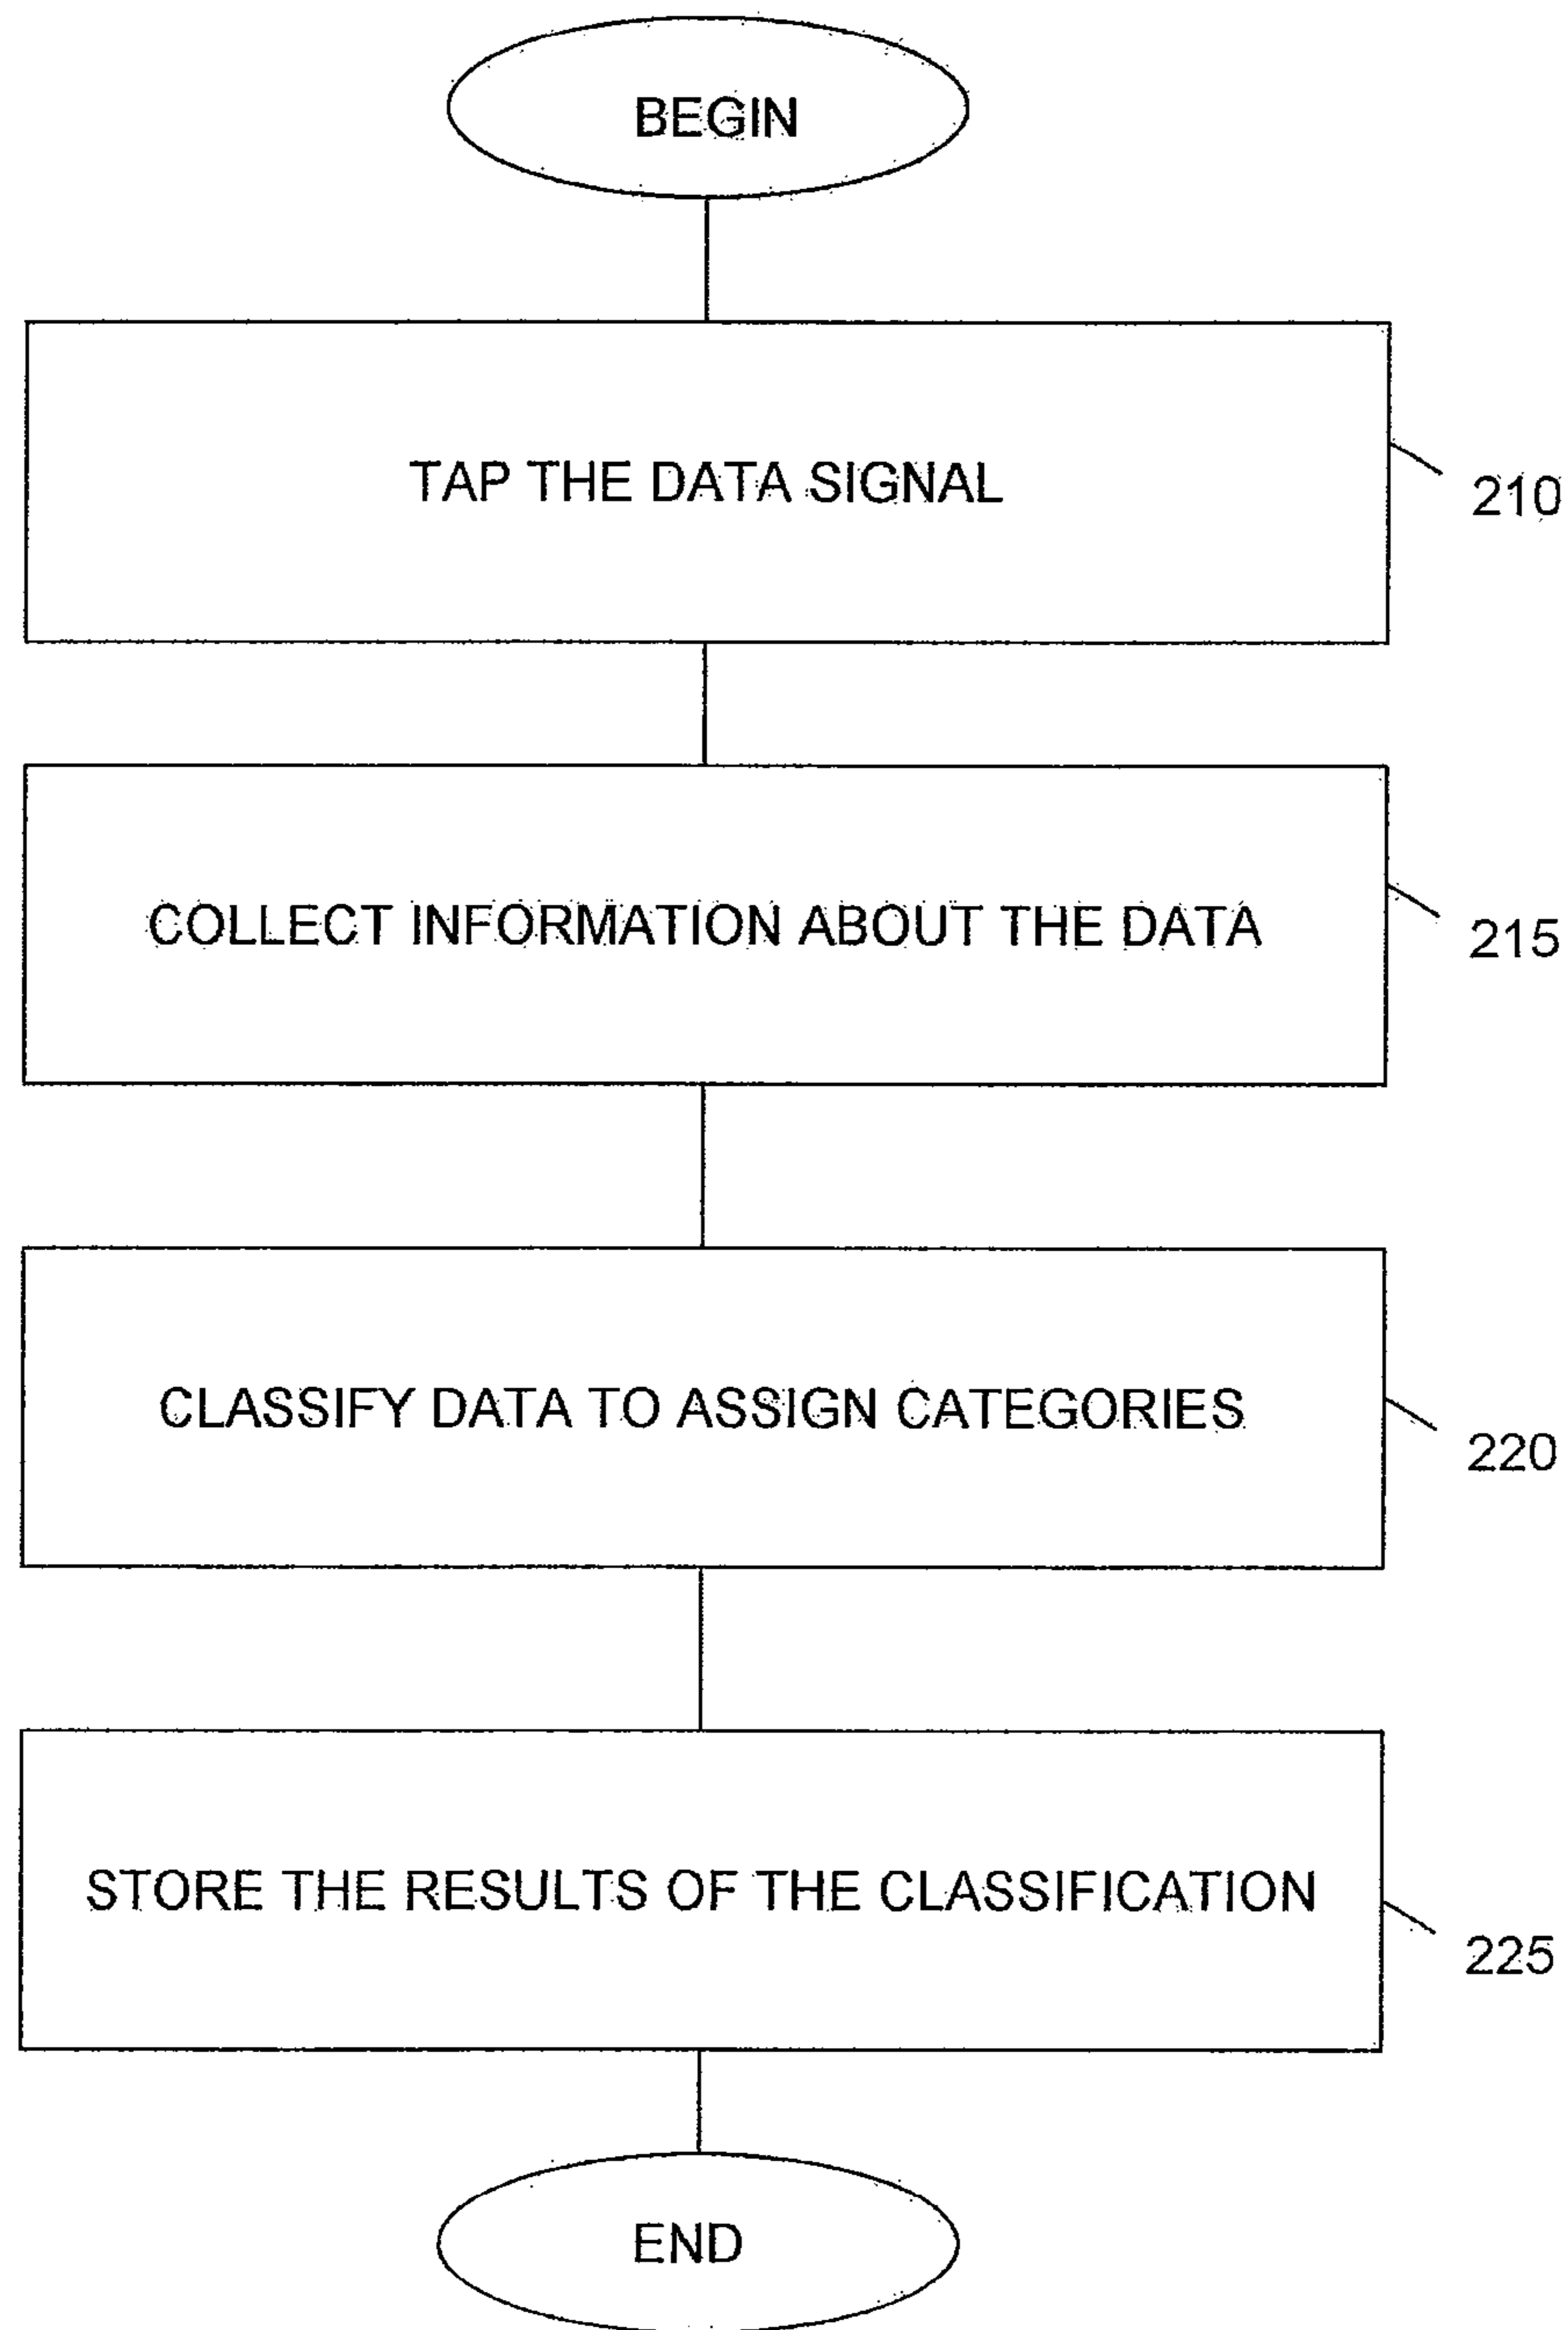 BEGIN
TAP THE DATA SIGNAL
210
COLLECT INFORMATION ABOUT THE DATA
215
CLASSIFY DATA TO ASSIGN CATEGORIES
220
STORE THE RESULTS OF THE CLASSIFICATION
225
END